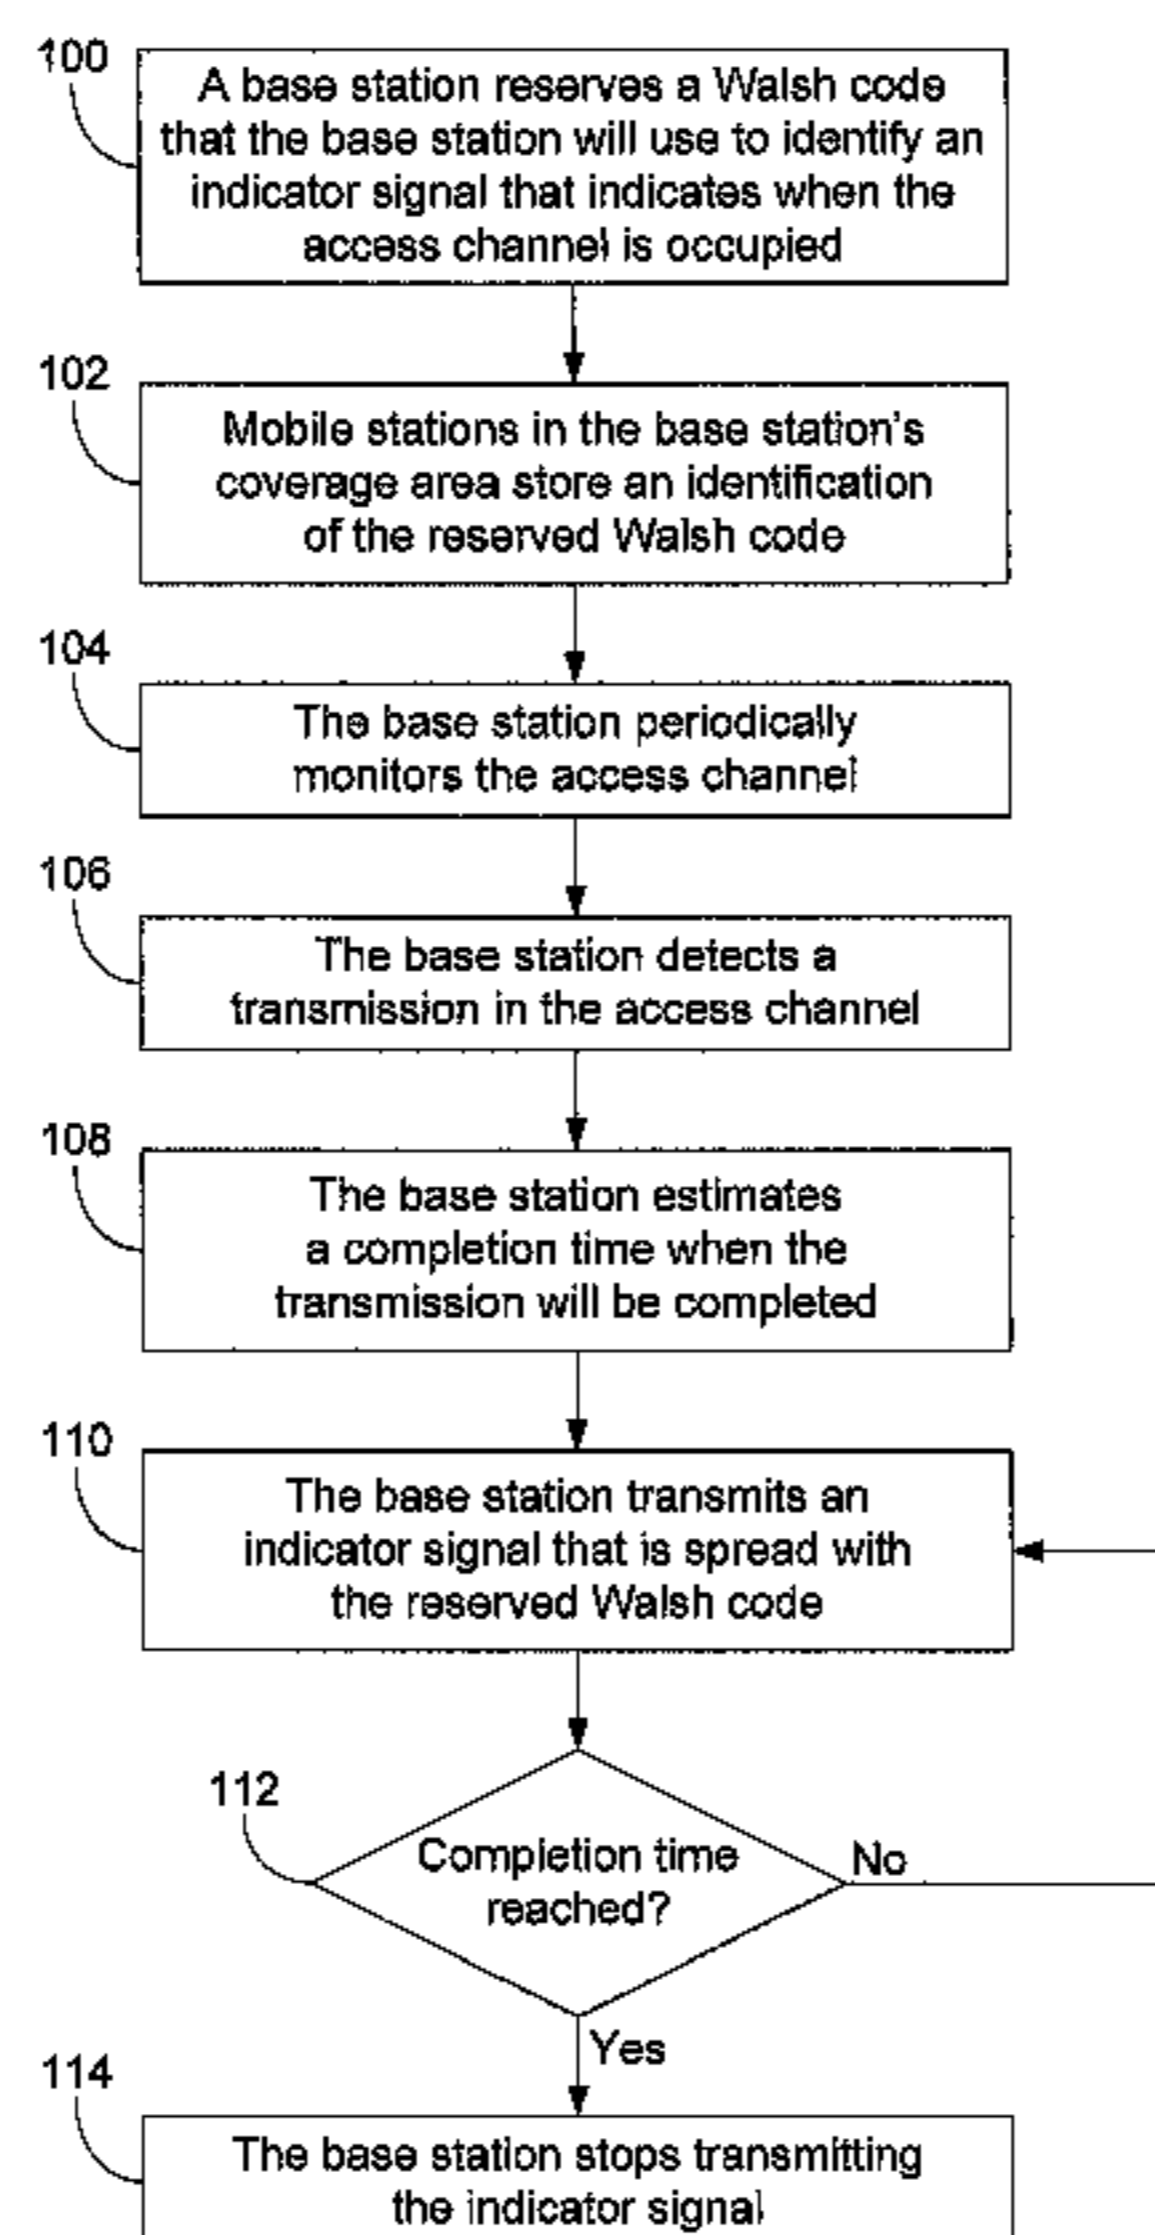 100
A base station reserves a Walsh code
that the base station will use to identify an
indicator signal that indicates when the
access channel is occupied
102
Mobile stations in the base station's
coverage area store an identification
of the reserved Walsh code
104
The base station periodically
monitors the access channel
106
The base station detects a
transmission in the access channel
108
The base station estimates
a completion time when the
transmission will be completed
110
The base station transmits an
indicator signal that is spread with
the reserved Walsh code
112
Completion time
reached?
No
Yes
114
The base station stops transmitting
the indicator signal